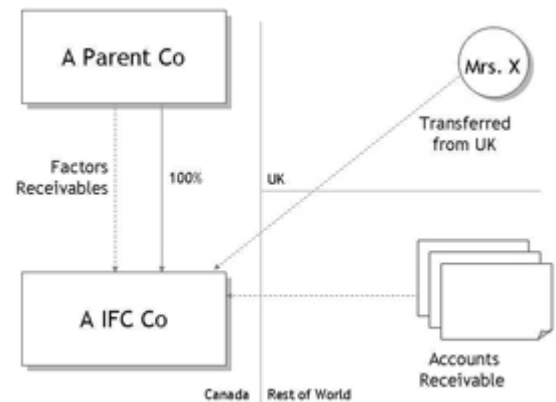 A Parent Co
Mrs. X
Transferred
from UK
Factors
Receivables
100%
UK
A IFC Co
Accounts
Receivable
Canada
Rest of World